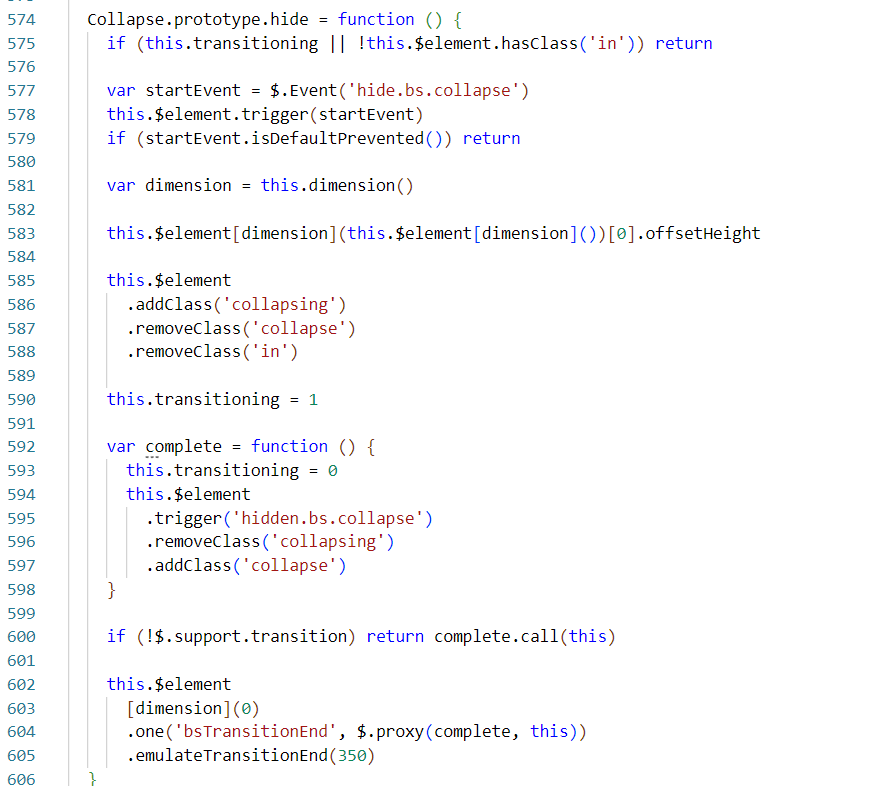 574 Collapse.prototype.hide = function () {
575 if (this.transitioning || !this.$element.hasClass('in')) return
576
577 var startEvent = $.Event('hide.bs.collapse')
578 this.$element.trigger(startEvent)
579 if (startEvent.isDefaultPrevented()) return
580
581 var dimension = this.dimension()
582
583 this.$element[dimension](this.$element[dimension]())[0].offsetHeight
584
585 this.$element
586 .addClass('collapsing')
587 .removeClass('collapse')
588 .removeClass('in')
589
590 this.transitioning = 1
591
592 var complete = function () {
593 this.transitioning = 0
594 this.$element
595 .trigger('hidden.bs.collapse')
596 .removeClass('collapsing')
597 .addClass('collapse')
598 }
599
600 if (!$.support.transition) return complete.call(this)
601
602 this.$element
603 [dimension](0)
604 .one('bsTransitionEnd', $.proxy(complete, this))
605 .emulateTransitionEnd(350)
606 }